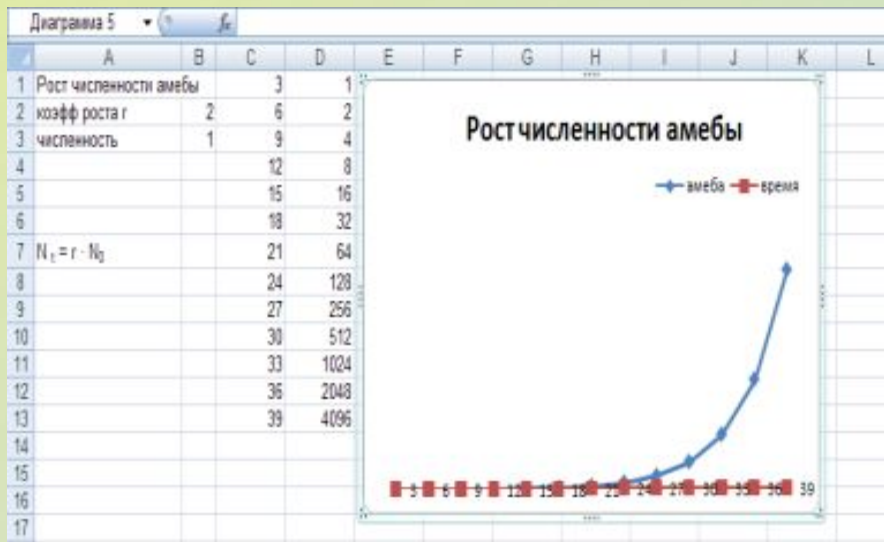 Диаграмма 5 fx
A B C D E F G H I J K L
1 Рост численности амебы 3 1
2 коэфф роста r 2 6 2
3 численность 1 9 4
4 12 8
5 15 16
6 18 32
7 N t = r · N0 21 64
8 24 128
9 27 256
10 30 512
11 33 1024
12 36 2048
13 39 4096
14
15
16
17
Рост численности амебы
амеба время
3 6 9 12 15 18 21 24 27 30 33 36 39